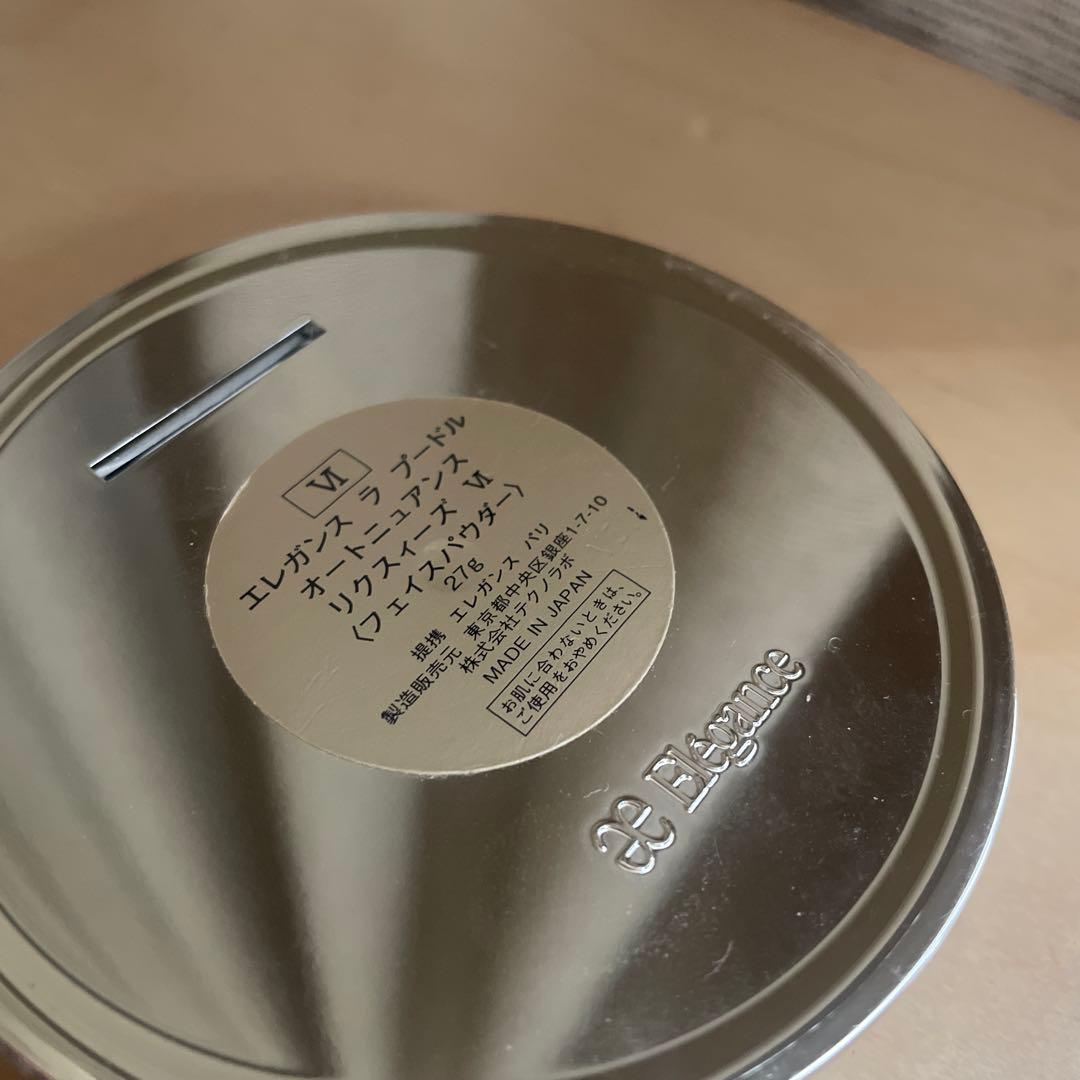 VI
エレガンス ラ プードル
オートニュアンス
リクスィーズ VI
〈フェイスパウダー〉
27g
提携 エレガンス パリ
製造販売元 東京都中央区銀座1-7-10
株式会社テクノラボ
MADE IN JAPAN
お肌に合わないときは、
ご使用をおやめください。
æ Elégance